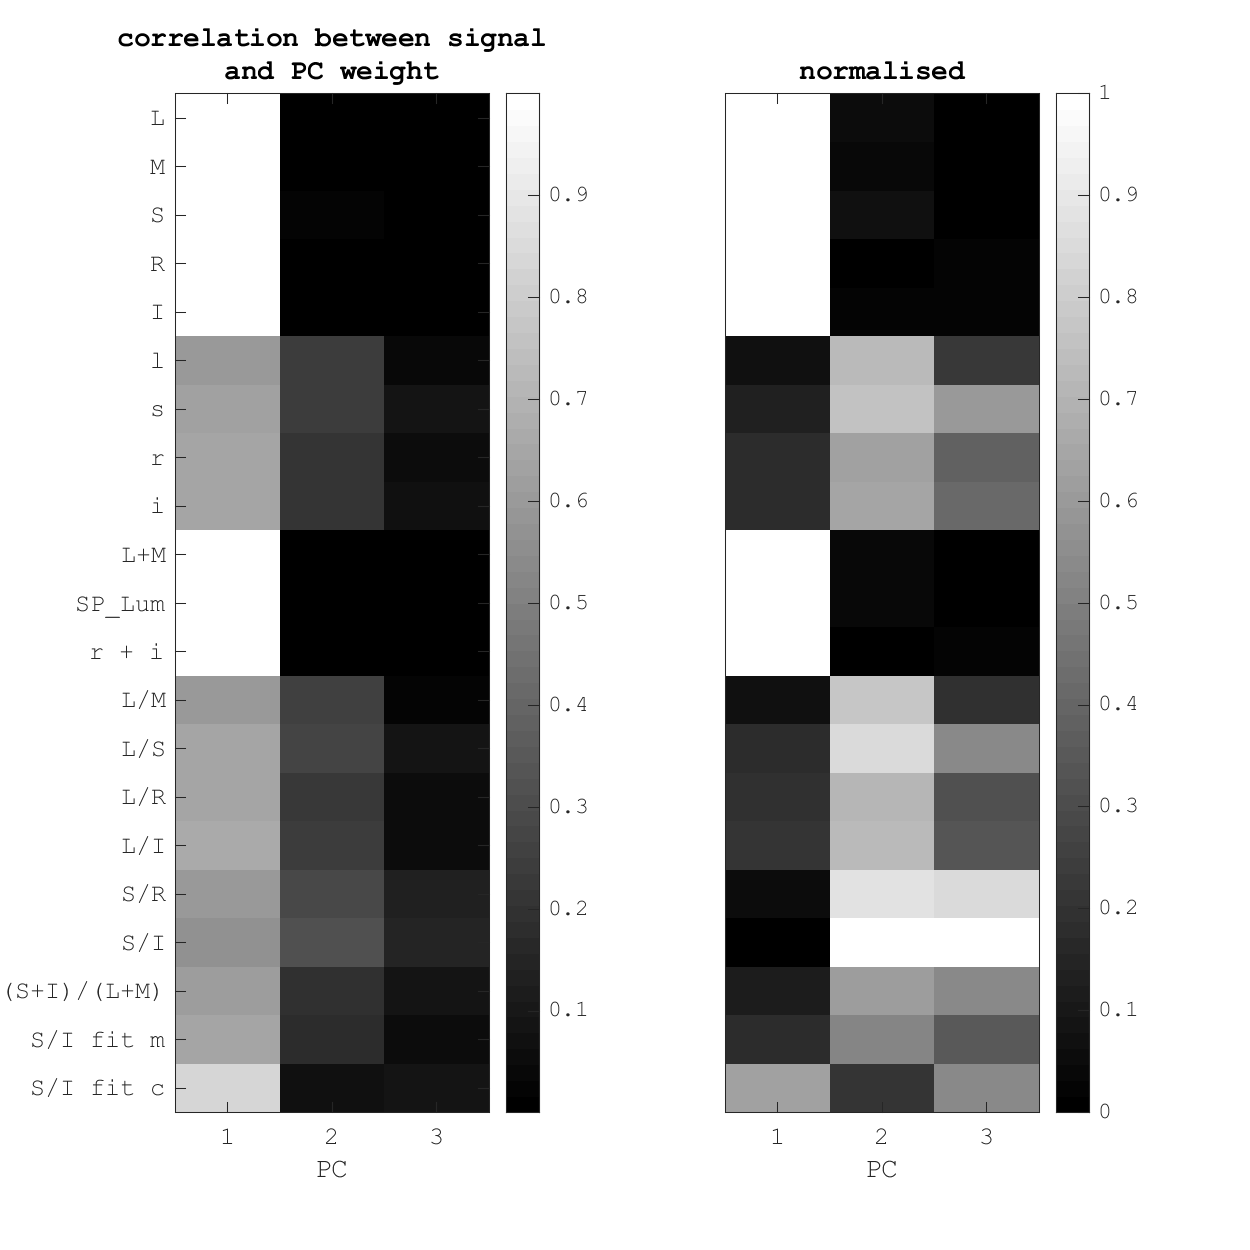 correlation between signal
and PC weight
normalised
L
M
S
R
I
l
s
r
i
L+M
SP_Lum
r + i
L/M
L/S
L/R
L/I
S/R
S/I
(S+I)/(L+M)
S/I fit m
S/I fit c
1 2 3
PC
0.9
0.8
0.7
0.6
0.5
0.4
0.3
0.2
0.1
1 2 3
PC
1
0.9
0.8
0.7
0.6
0.5
0.4
0.3
0.2
0.1
0